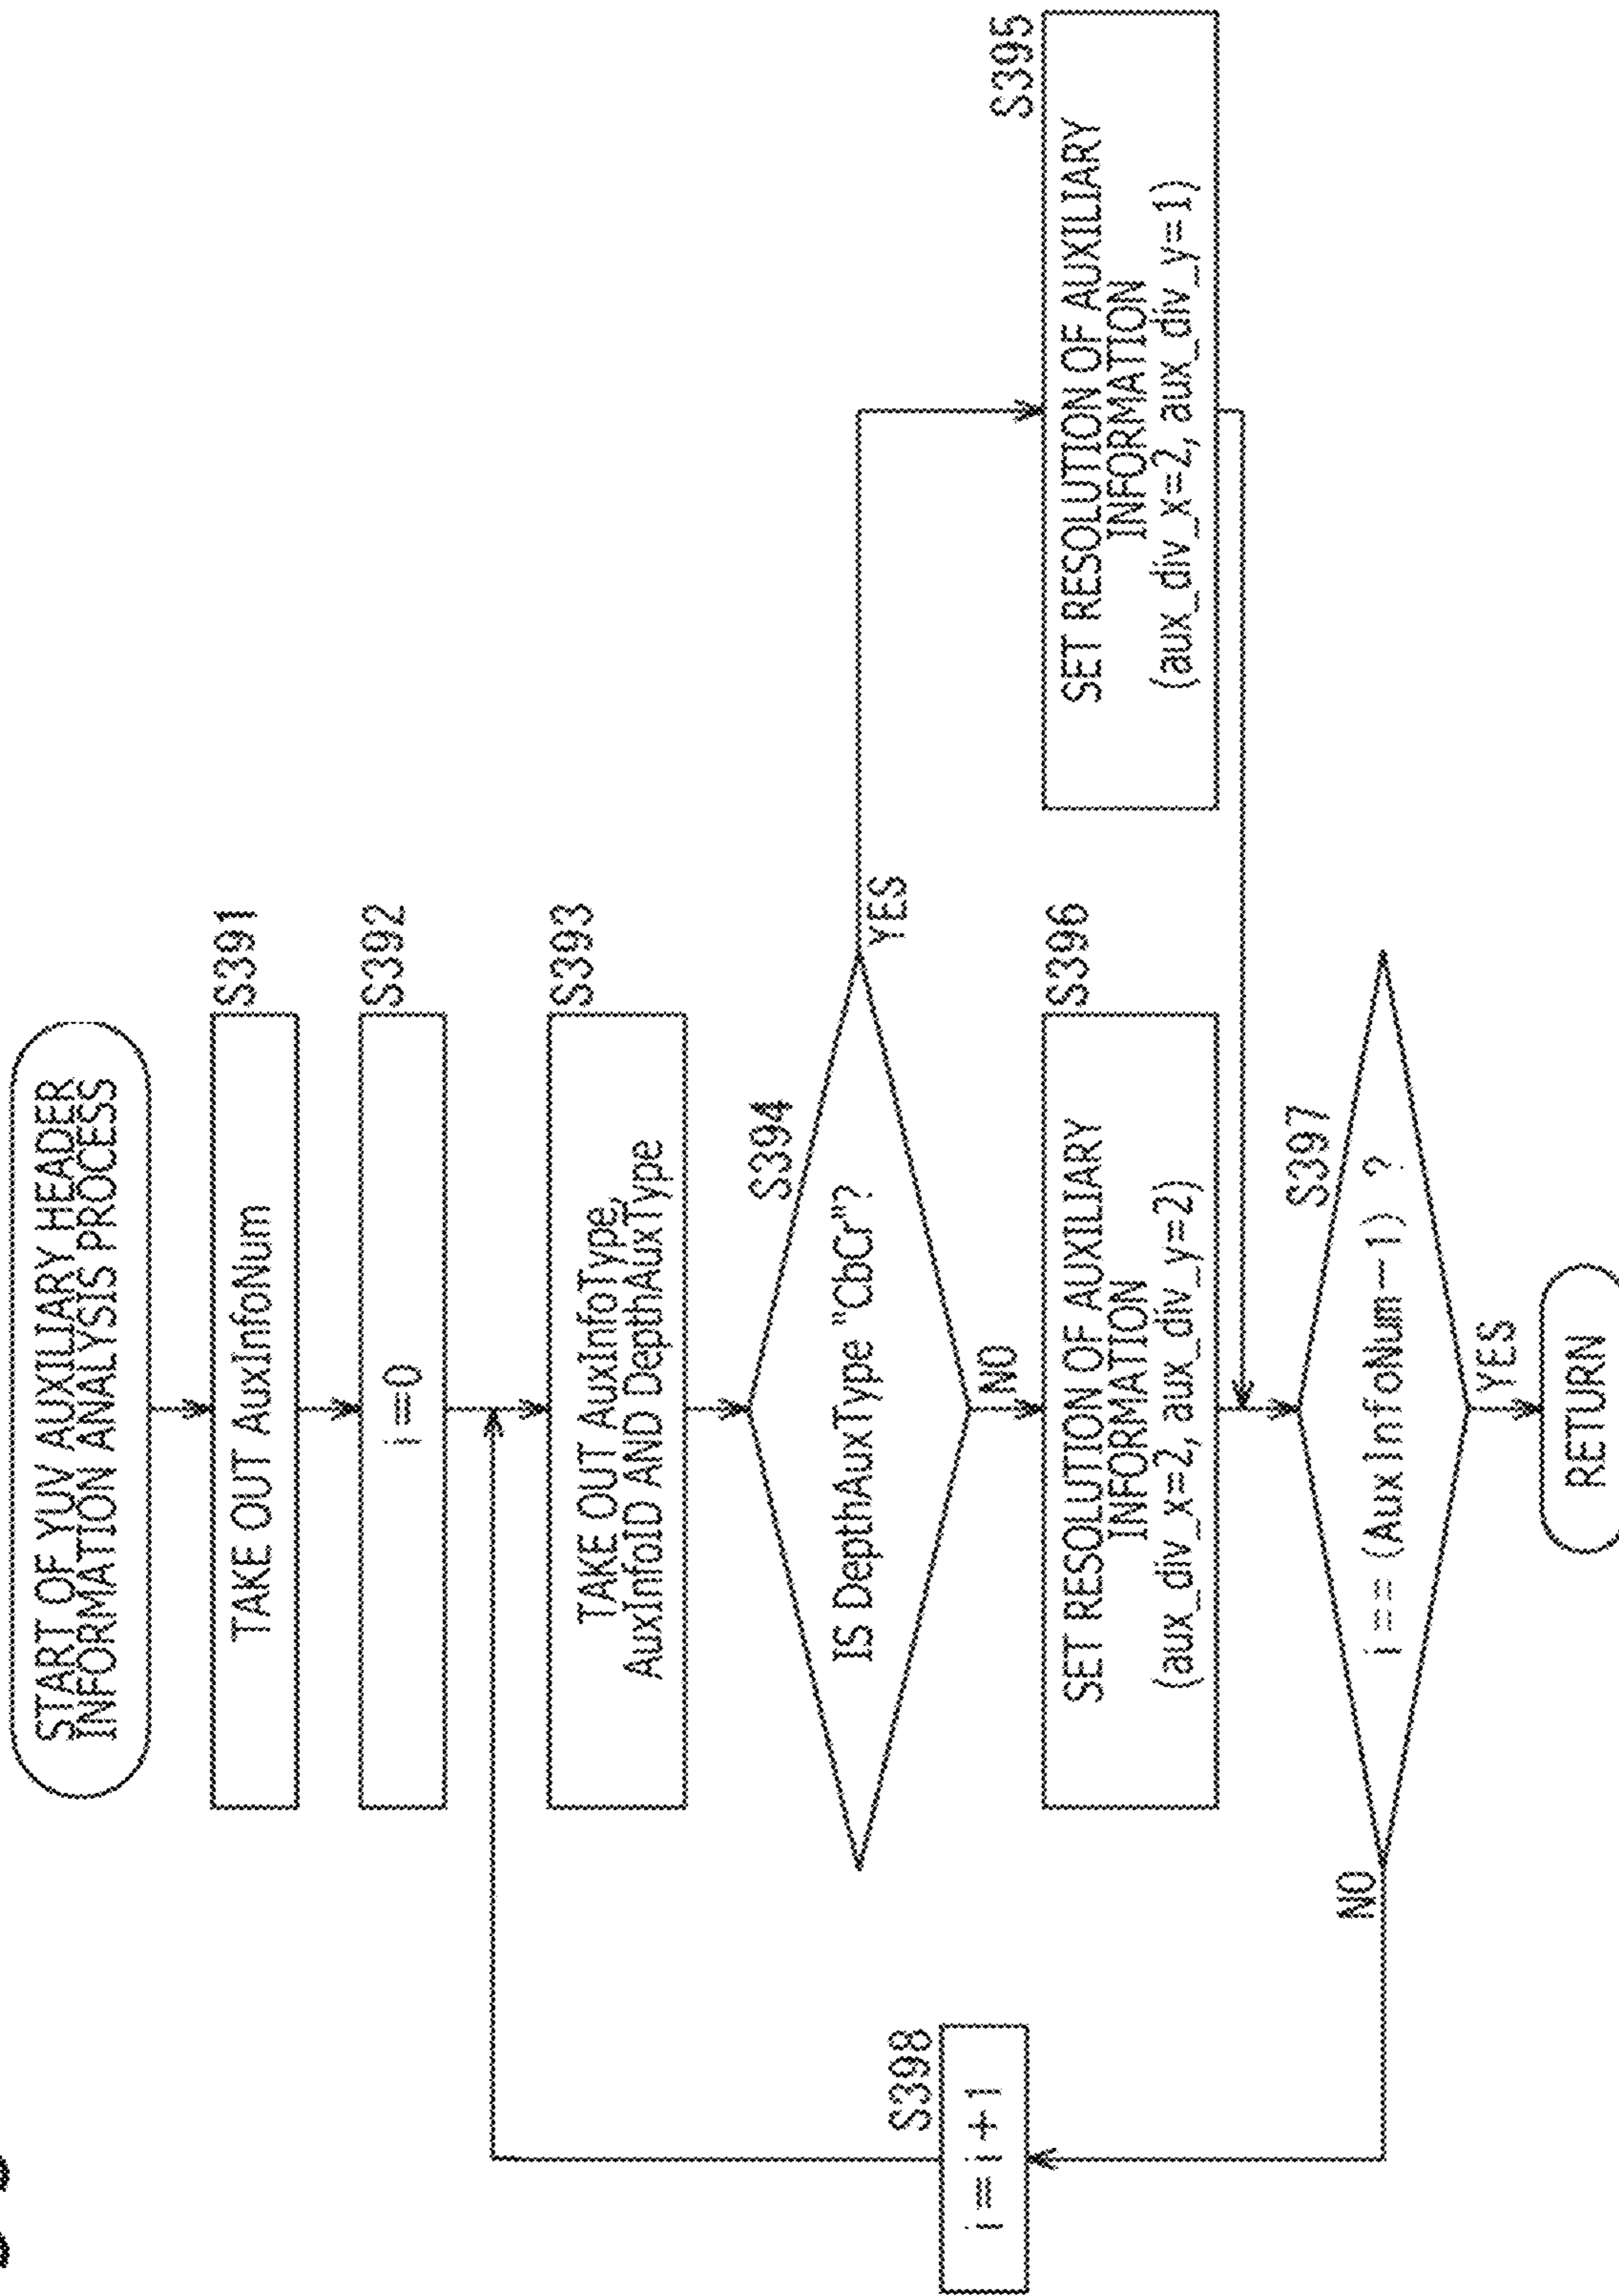 START OF YUV AUXILIARY HEADER
INFORMATION ANALYSIS PROCESS
S391
TAKE OUT AuxInfoNum
S392
i=0
S393
TAKE OUT AuxInfoType,
AuxInfoID AND DepthAuxType
S394
IS DepthAuxType "CbCr"?
YES
NO
S395
SET RESOLUTION OF AUXILIARY
INFORMATION
(aux_div_x=2, aux_div_y=1)
S396
SET RESOLUTION OF AUXILIARY
INFORMATION
(aux_div_x=2, aux_div_y=2)
S397
i==(AuxInfoNum-1) ?
NO
YES
S398
i=i+1
RETURN